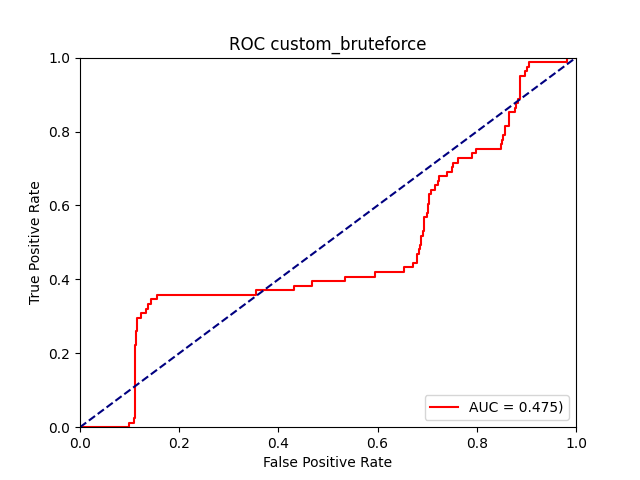 ROC custom_bruteforce
True Positive Rate
1.0
0.8
0.6
0.4
0.2
0.0
AUC = 0.475)
0.0 0.2 0.4 0.6 0.8 1.0
False Positive Rate